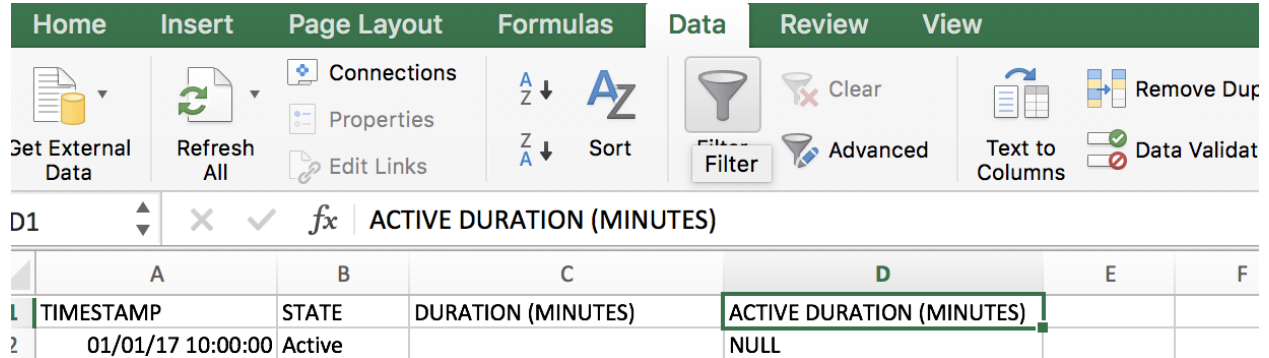 Home Insert Page Layout Formulas Data Review View
Connections
Properties
Edit Links
Get External
Data
Refresh
All
A
Z
Z
A
AZ
Sort
Filter
Clear
Advanced
Text to
Columns
Remove Dup
Data Validat
D1 fx ACTIVE DURATION (MINUTES)
A B C D E F
1 TIMESTAMP STATE DURATION (MINUTES) ACTIVE DURATION (MINUTES)
2 01/01/17 10:00:00 Active NULL